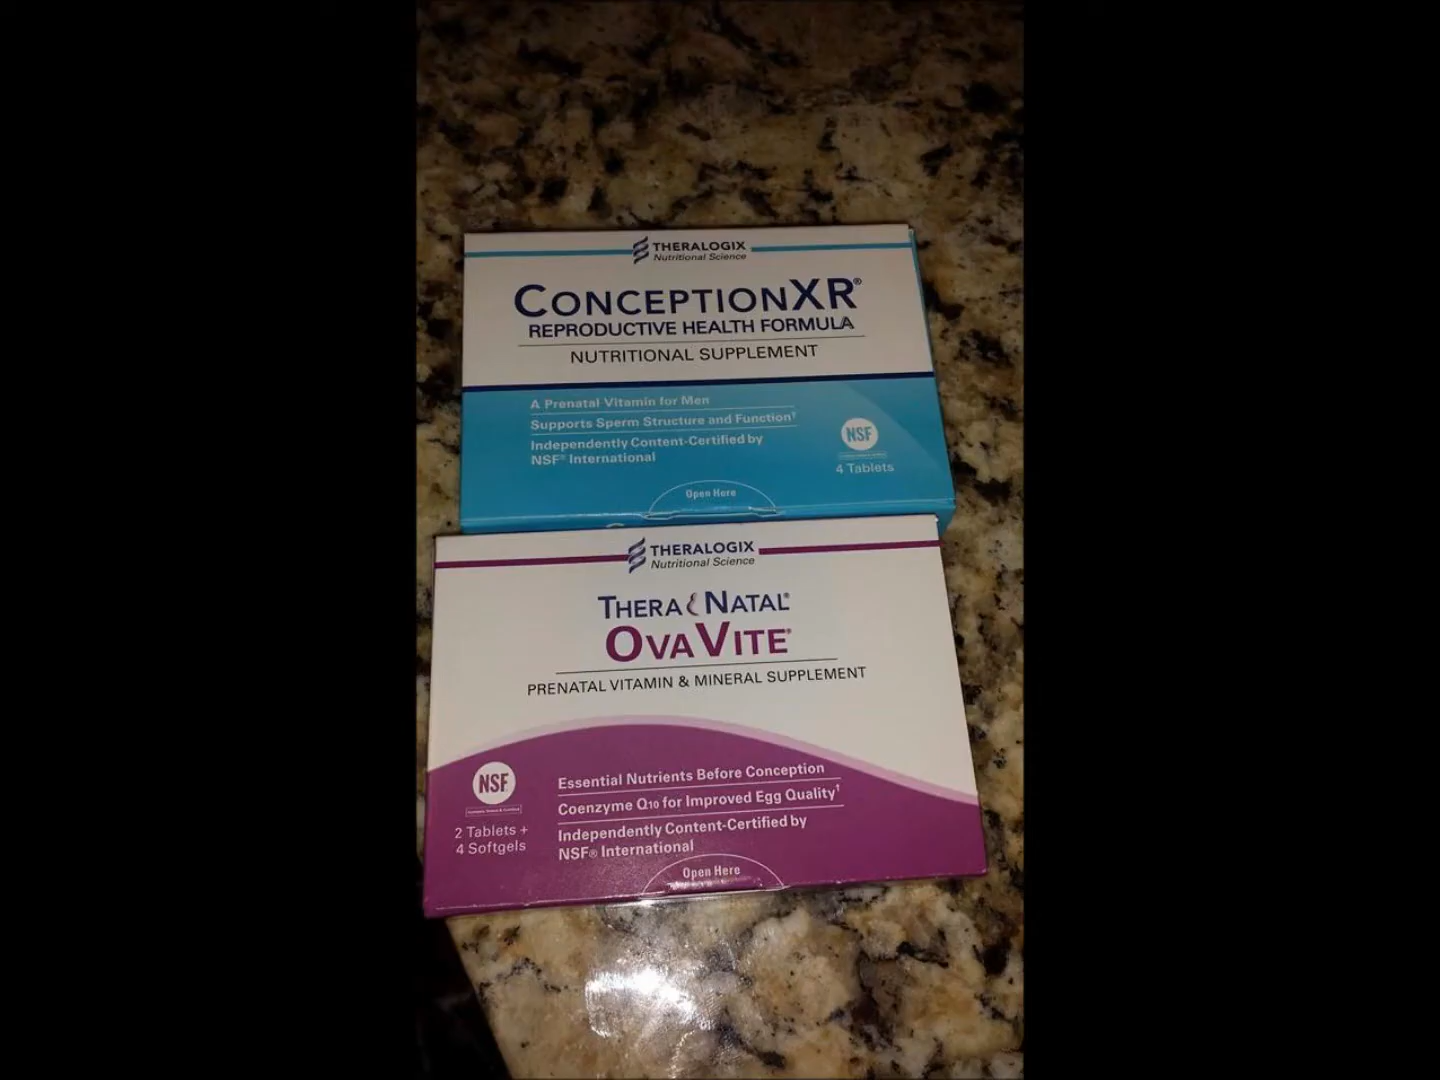 THERALOGIX
Nutritional Science
CONCEPTIONXR®
REPRODUCTIVE HEALTH FORMULA
NUTRITIONAL SUPPLEMENT
A Prenatal Vitamin for Men
Supports Sperm Structure and Function†
Independently Content-Certified by
NSF® International
NSF
4 Tablets
Open Here
THERALOGIX
Nutritional Science
THERA NATAL®
OVAVITE®
PRENATAL VITAMIN & MINERAL SUPPLEMENT
NSF
2 Tablets +
4 Softgels
Essential Nutrients Before Conception
Coenzyme Q10 for Improved Egg Quality†
Independently Content-Certified by
NSF® International
Open Here